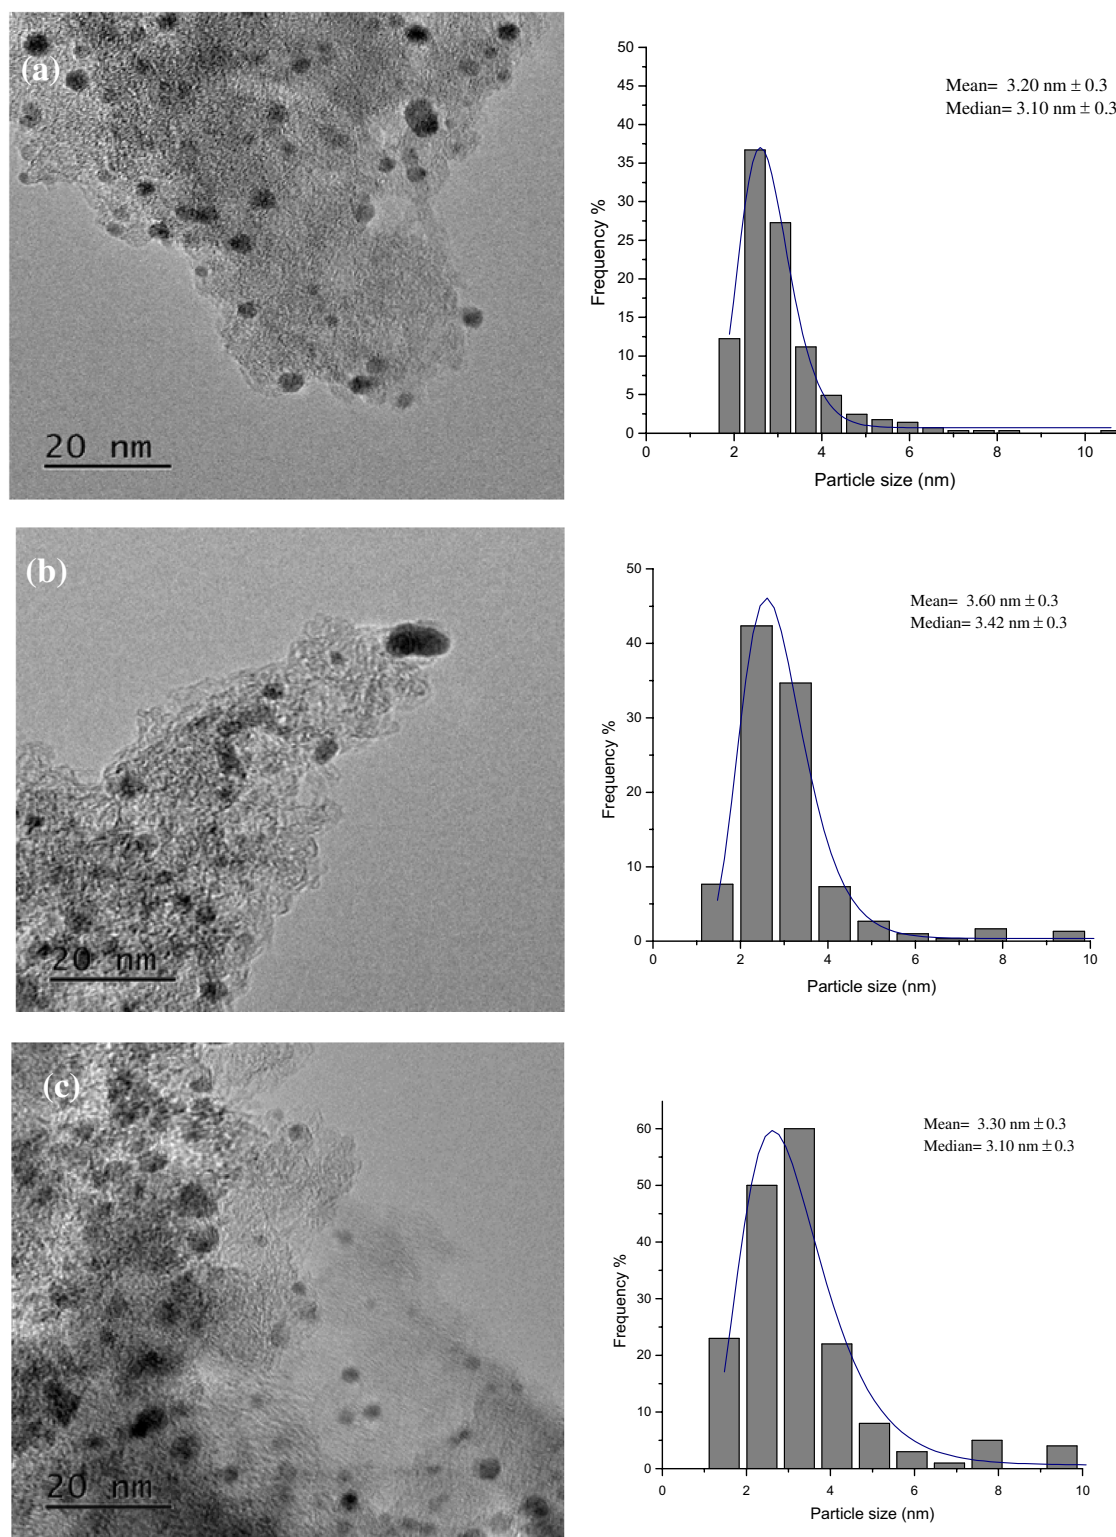 (a)
20 nm
50
45
40
35
30
25
20
15
10
5
0
Frequency %
Mean= 3.20 nm ± 0.3
Median= 3.10 nm ± 0.3
0 2 4 6 8 10
Particle size (nm)
(b)
20 nm
50
40
30
20
10
0
Frequency %
Mean= 3.60 nm ± 0.3
Median= 3.42 nm ± 0.3
0 2 4 6 8 10
Particle size (nm)
(c)
20 nm
60
50
40
30
20
10
0
Frequency %
Mean= 3.30 nm ± 0.3
Median= 3.10 nm ± 0.3
0 2 4 6 8 10
Particle size (nm)